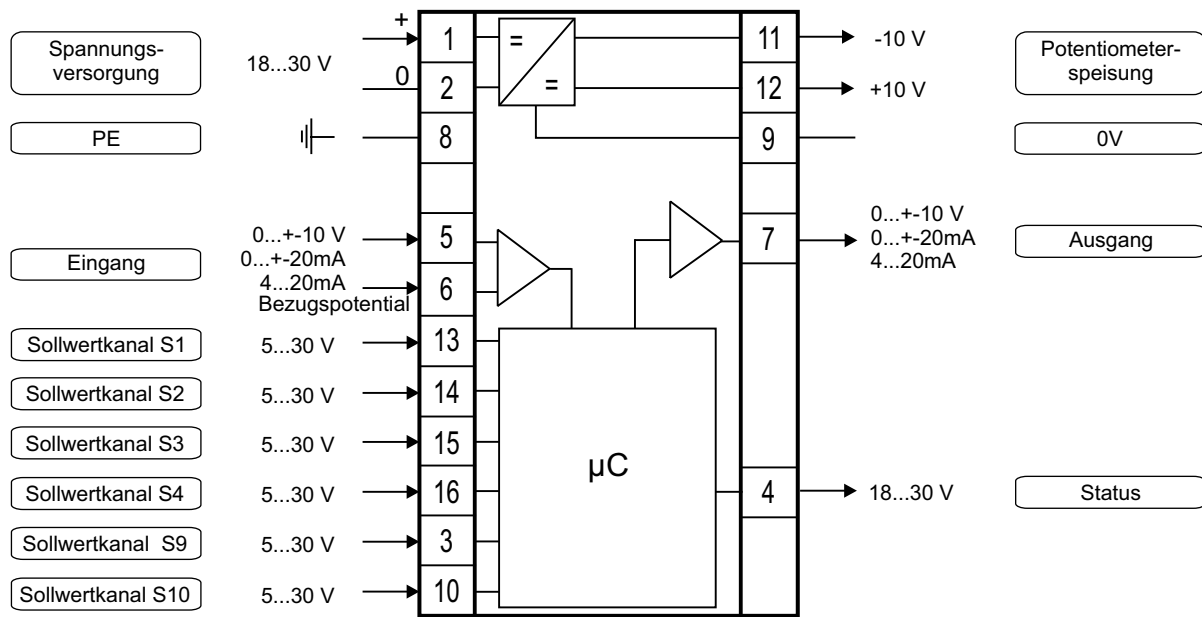 Spannungs-
versorgung
18...30 V
+
0
1
2
=
=
11
12
-10 V
+10 V
Potentiometer-
speisung
PE
8
9
0V
Eingang
0...+-10 V
0...+-20mA
4...20mA
Bezugspotential
5
6
7
0...+-10 V
0...+-20mA
4...20mA
Ausgang
Sollwertkanal S1
5...30 V
13
Sollwertkanal S2
5...30 V
14
Sollwertkanal S3
5...30 V
15
µC
Sollwertkanal S4
5...30 V
16
4
18...30 V
Status
Sollwertkanal S9
5...30 V
3
Sollwertkanal S10
5...30 V
10